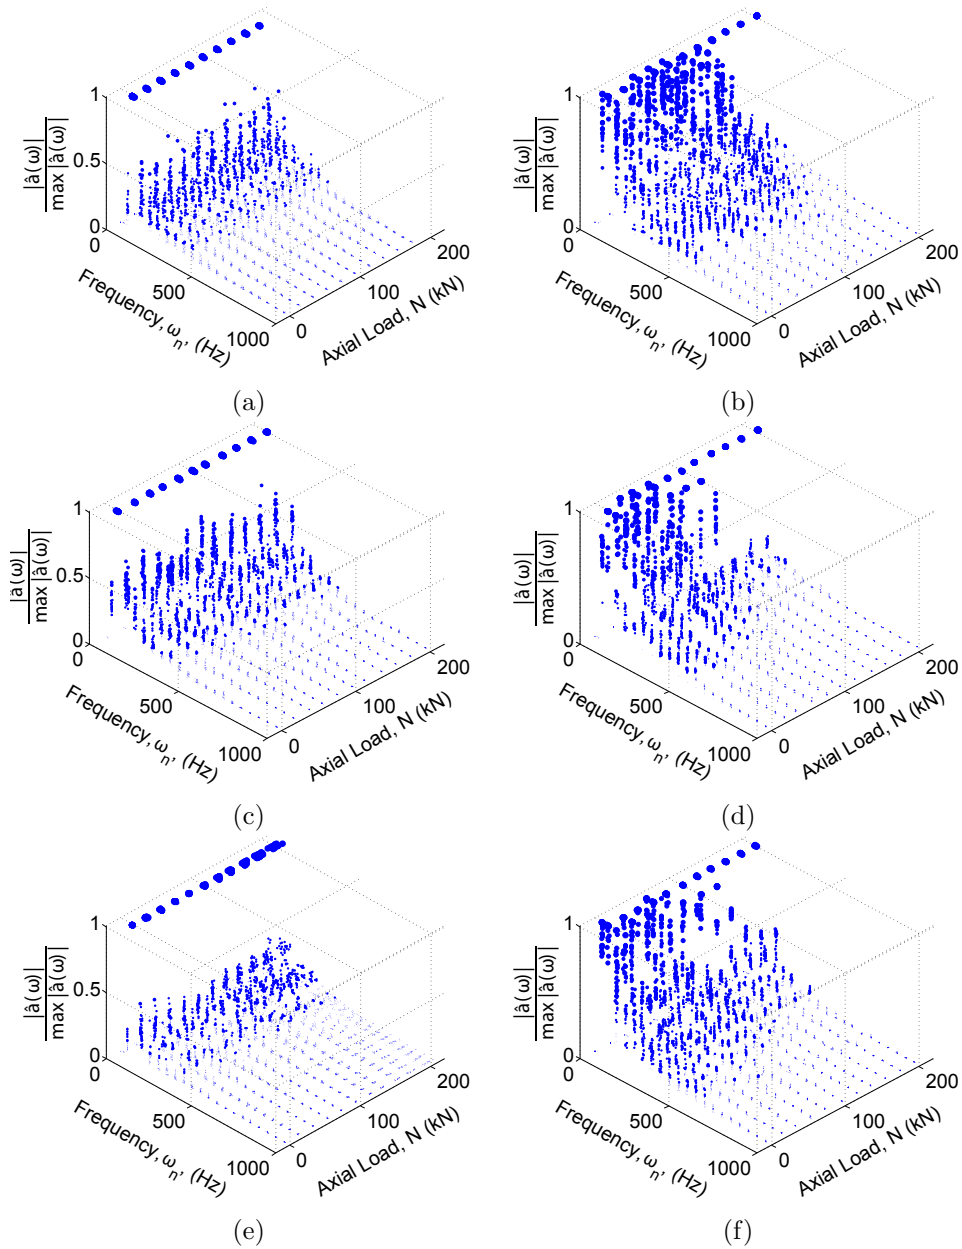 1
0.5
0
|â(ω)|
max |â(ω)|
0
500
1000
Frequency, ωn, (Hz)
0
100
200
Axial Load, N (kN)
(a)
1
0.5
0
|â(ω)|
max |â(ω)|
0
500
1000
Frequency, ωn, (Hz)
0
100
200
Axial Load, N (kN)
(b)
1
0.5
0
|â(ω)|
max |â(ω)|
0
500
1000
Frequency, ωn, (Hz)
0
100
200
Axial Load, N (kN)
(c)
1
0.5
0
|â(ω)|
max |â(ω)|
0
500
1000
Frequency, ωn, (Hz)
0
100
200
Axial Load, N (kN)
(d)
1
0.5
0
|â(ω)|
max |â(ω)|
0
500
1000
Frequency, ωn, (Hz)
0
100
200
Axial Load, N (kN)
(e)
1
0.5
0
|â(ω)|
max |â(ω)|
0
500
1000
Frequency, ωn, (Hz)
0
100
200
Axial Load, N (kN)
(f)